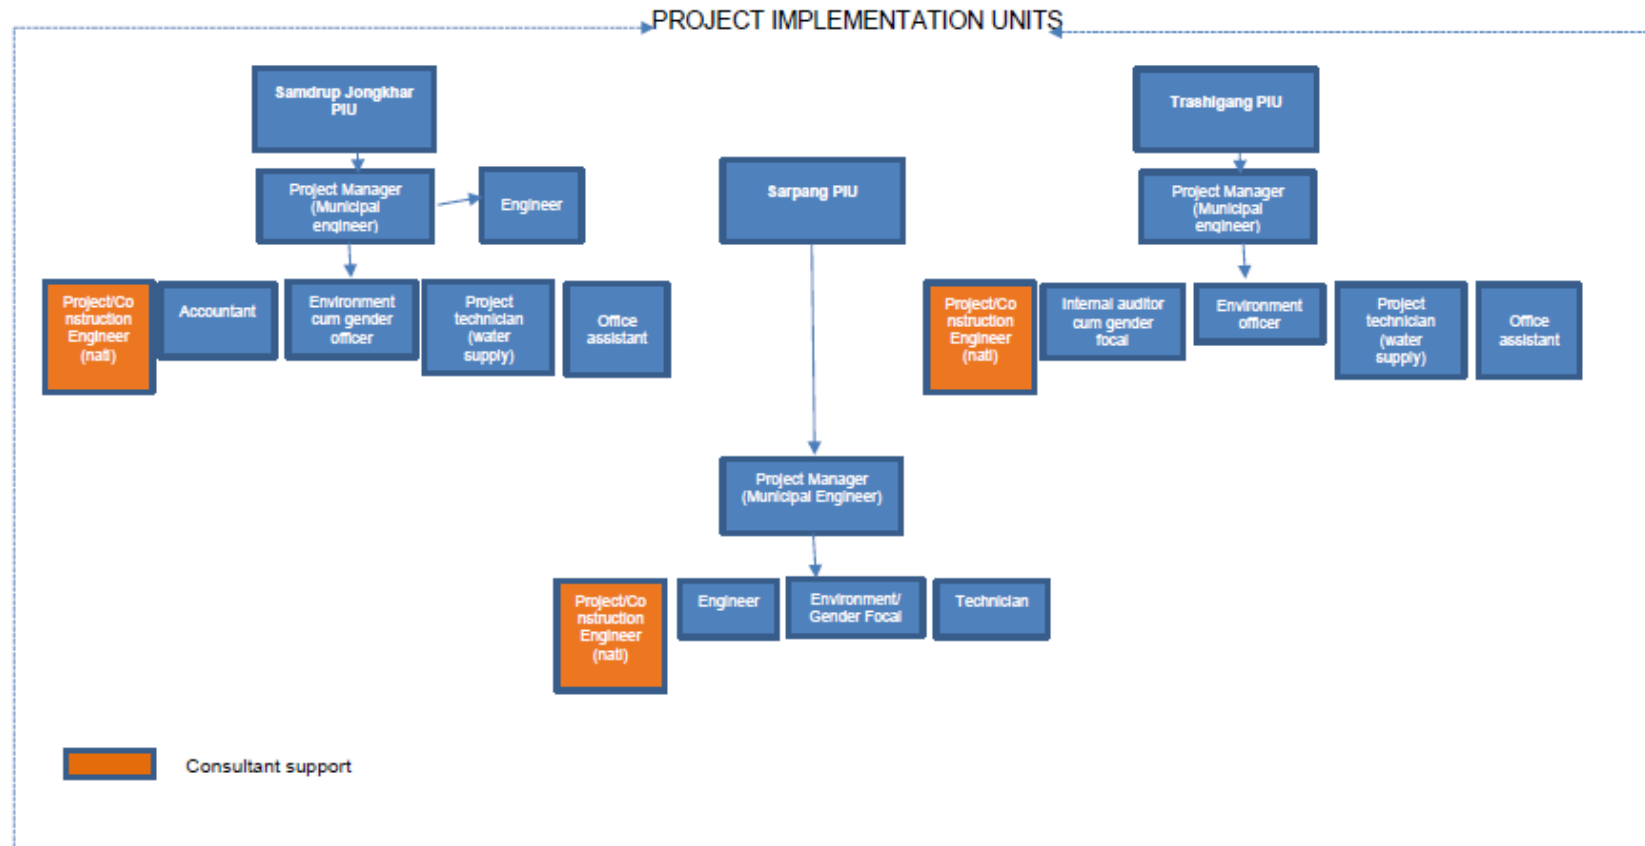 PROJECT IMPLEMENTATION UNITS
Samdrup Jongkhar
PIU
Project Manager
(Municipal
engineer)
Engineer
Project/Co
nstruction
Engineer
(natl)
Accountant
Environment
cum gender
officer
Project
technician
(water
supply)
Office
assistant
Sarpang PIU
Project Manager
(Municipal Engineer)
Project/Co
nstruction
Engineer
(natl)
Engineer
Environment/
Gender Focal
Technician
Trashigang PIU
Project Manager
(Municipal
engineer)
Project/Co
nstruction
Engineer
(natl)
Internal auditor
cum gender
focal
Environment
officer
Project
technician
(water
supply)
Office
assistant
Consultant support